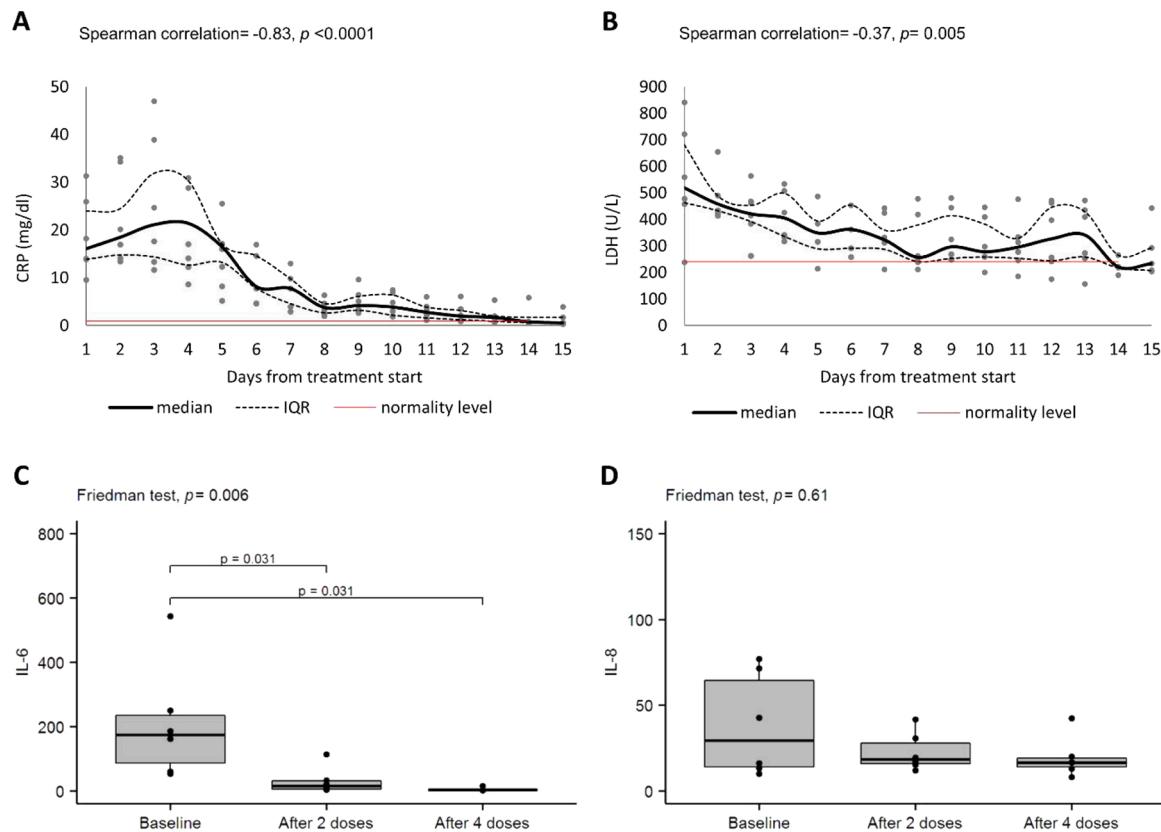 A
Spearman correlation= -0.83, p <0.0001
CRP (mg/dl)
50
40
30
20
10
0
1 2 3 4 5 6 7 8 9 10 11 12 13 14 15
Days from treatment start
median IQR normality level
B
Spearman correlation= -0.37, p= 0.005
LDH (U/L)
900
800
700
600
500
400
300
200
100
0
1 2 3 4 5 6 7 8 9 10 11 12 13 14 15
Days from treatment start
median IQR normality level
C
Friedman test, p= 0.006
IL-6
800
600
400
200
0
p = 0.031
p = 0.031
Baseline After 2 doses After 4 doses
D
Friedman test, p = 0.61
IL-8
150
100
50
0
Baseline After 2 doses After 4 doses